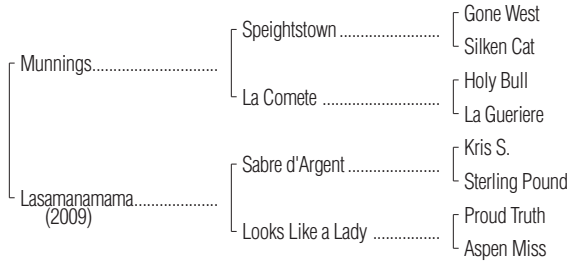 Gone West
Speightstown
Silken Cat
Munnings
Holy Bull
La Comete
La Gueriere
Kris S.
Sabre d'Argent
Sterling Pound
Lasamanamama
(2009)
Proud Truth
Looks Like a Lady
Aspen Miss